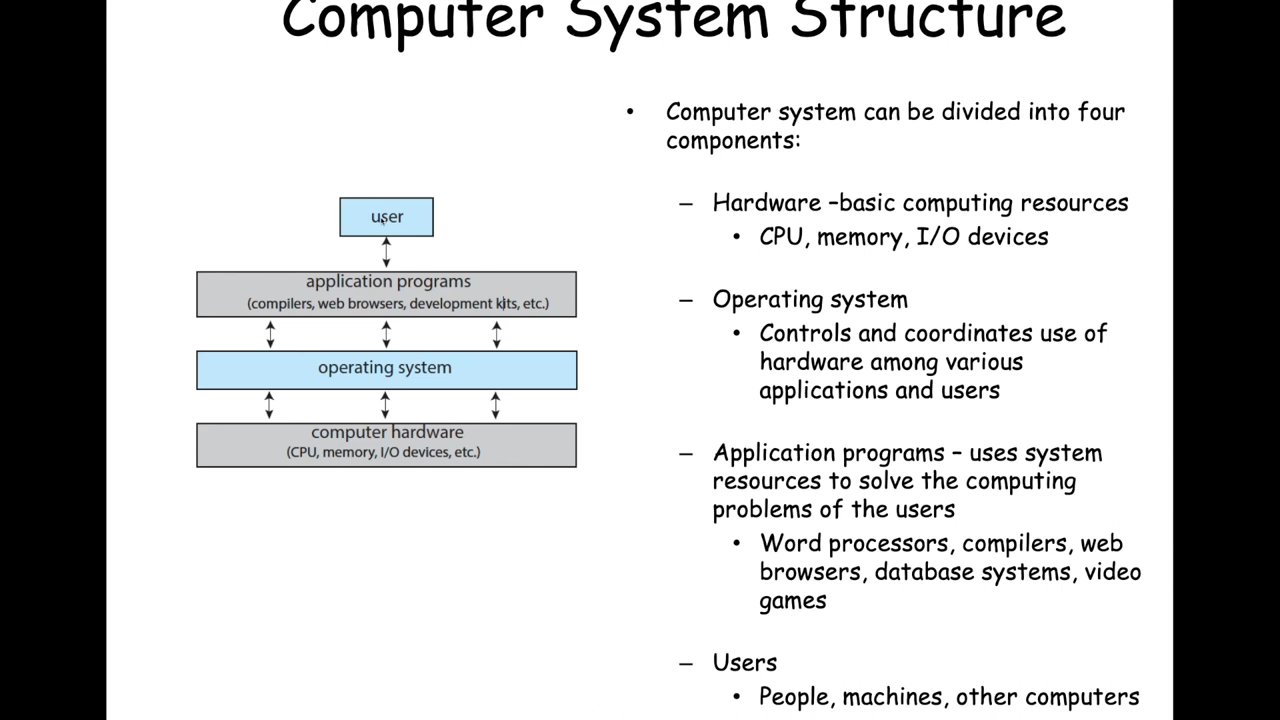 Computer System Structure
• Computer system can be divided into four
components:
– Hardware –basic computing resources
• CPU, memory, I/O devices
– Operating system
• Controls and coordinates use of
hardware among various
applications and users
– Application programs – uses system
resources to solve the computing
problems of the users
• Word processors, compilers, web
browsers, database systems, video
games
– Users
• People, machines, other computers
user
application programs
(compilers, web browsers, development kits, etc.)
operating system
computer hardware
(CPU, memory, I/O devices, etc.)